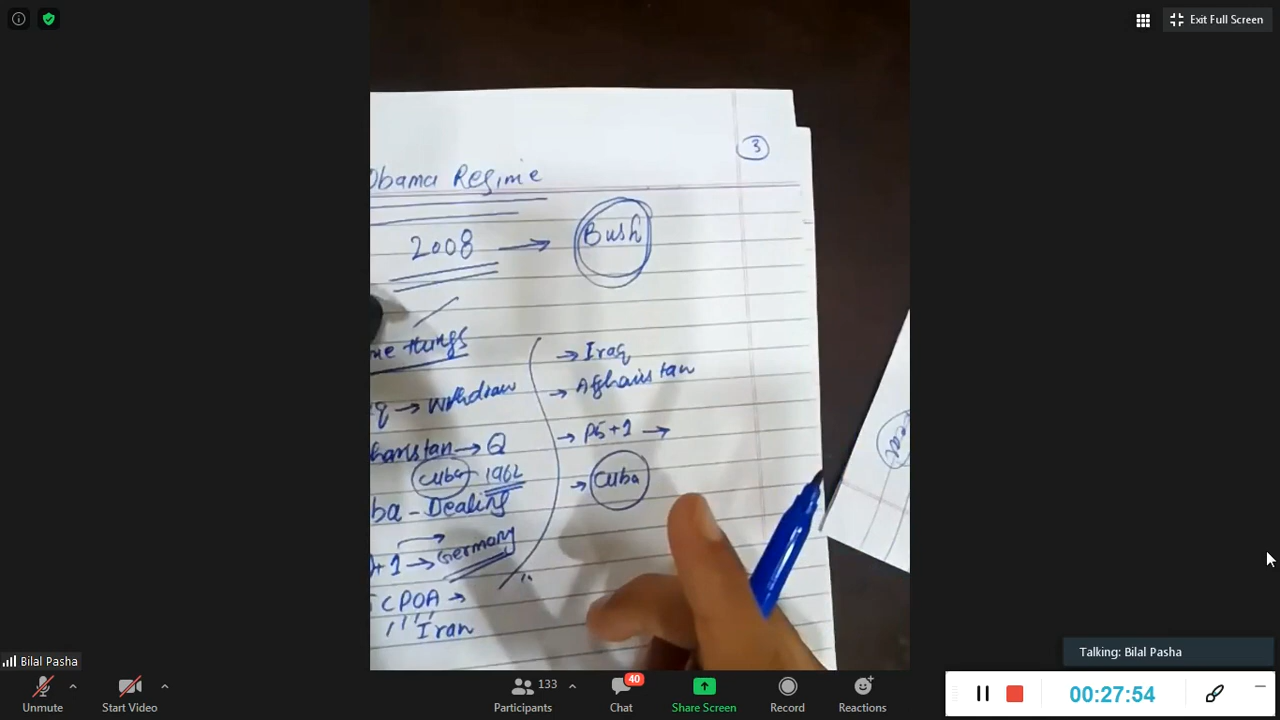 Exit Full Screen
3
Obama Regime
2008 → Bush
me things
→ Iraq
q → Withdraw
→ Afghanistan
hanistan → Q
→ P5+1 →
Cuba - 1962
→ Cuba
ba - Dealing
+1 → Germany
CPOA →
Iran
Bilal Pasha
Talking: Bilal Pasha
Unmute
Start Video
Participants
133
Chat
40
Share Screen
Record
Reactions
00:27:54